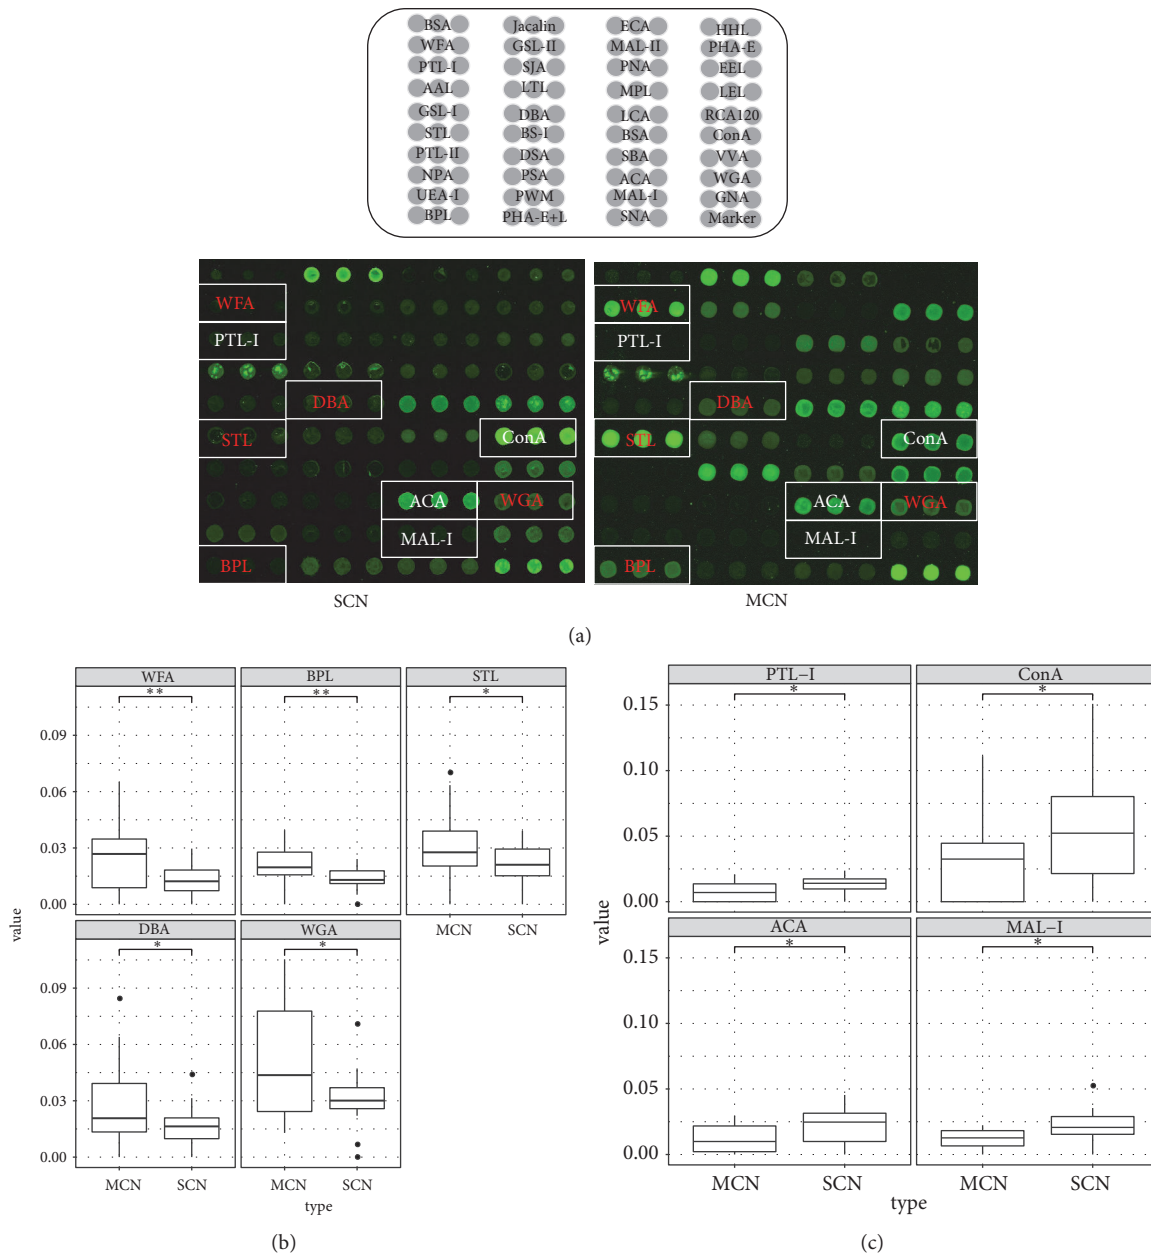 BSA Jacalin ECA HHL
WFA GSL-II MAL-II PHA-E
PTL-I SJA PNA EEL
AAL LTL MPL LEL
GSL-I DBA LCA RCA120
STL BS-I BSA ConA
PTL-II DSA SBA VVA
NPA PSA ACA WGA
UEA-I PWM MAL-I GNA
BPL PHA-E+L SNA Marker
WFA
PTL-I
DBA
STL
ConA
ACA WGA
MAL-I
BPL
SCN
WFA
PTL-I
DBA
STL
ConA
ACA WGA
MAL-I
BPL
MCN
(a)
WFA BPL STL
** ** *
0.09
0.06
0.03
0.00
MCN SCN
DBA WGA
* *
0.09
0.06
0.03
0.00
MCN SCN MCN SCN
value
type
(b)
PTL-I ConA
* *
0.15
0.10
0.05
0.00
ACA MAL-I
* *
0.15
0.10
0.05
0.00
MCN SCN MCN SCN
value
type
(c)